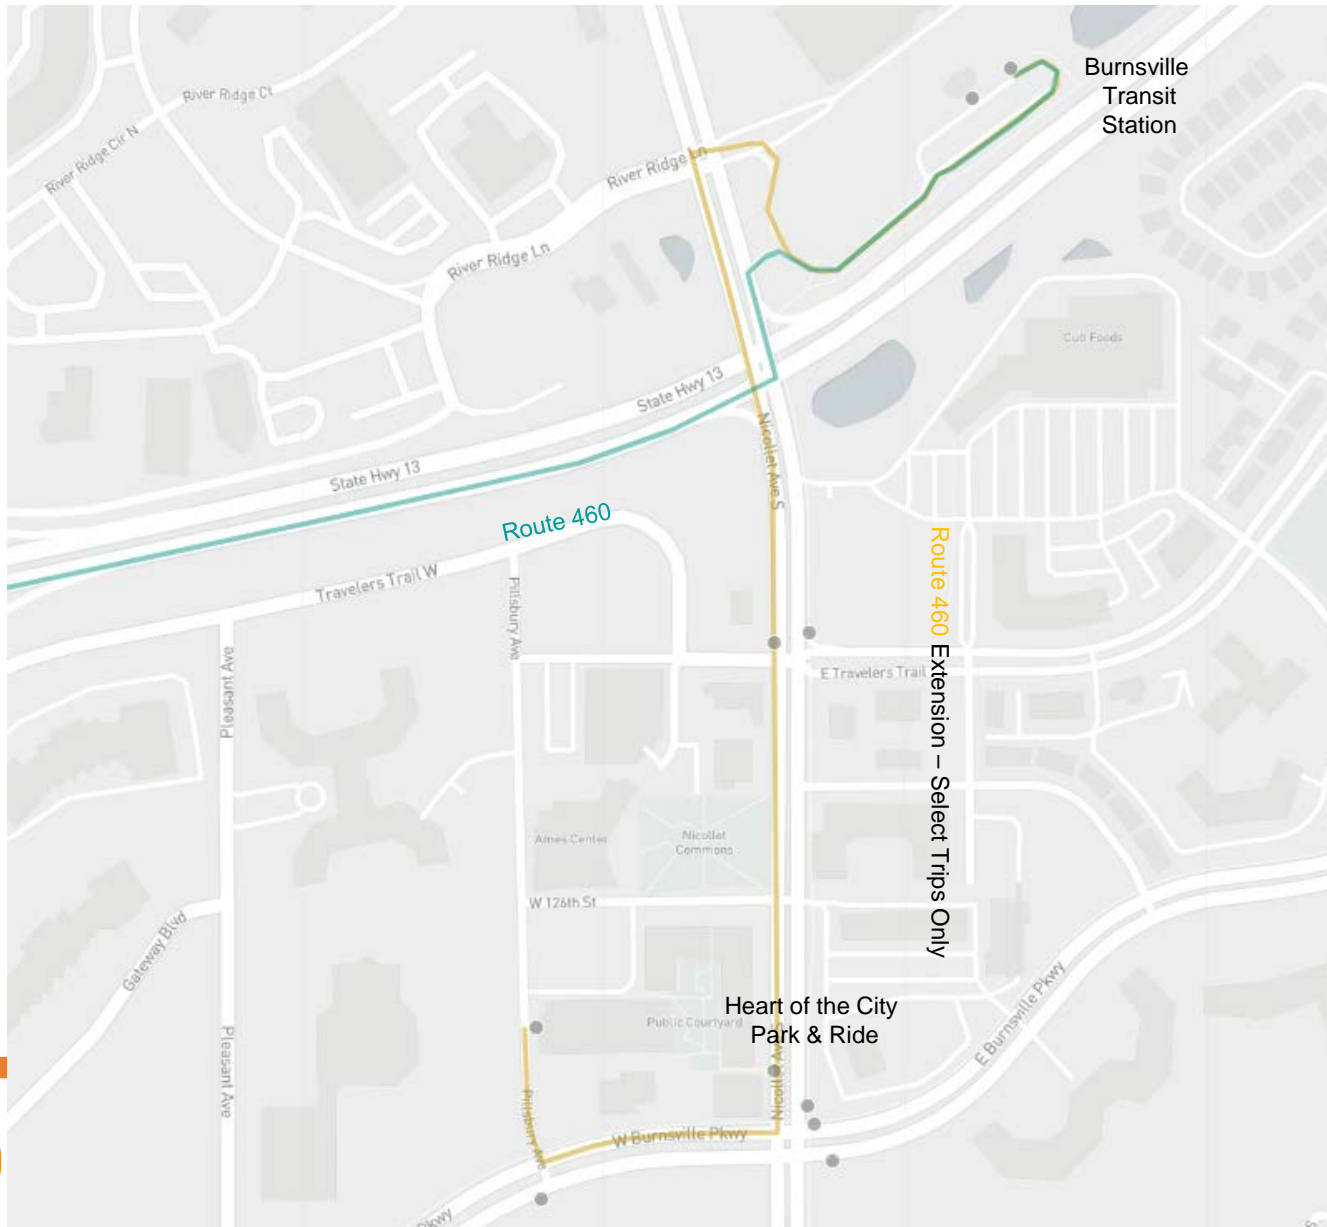 Burnsville
Transit
Station
River Ridge Ct
River Ridge Cir N
River Ridge Ln
River Ridge Ln
Cub Foods
State Hwy 13
State Hwy 13
Nicollet Ave S
Route 460
Travelers Trail W
Pillsbury Ave
Route 460 Extension – Select Trips Only
Pleasant Ave
E Travelers Trail
Ames Center
Nicollet
Commons
W 126th St
Gateway Blvd
Heart of the City
Park & Ride
Public Courtyard
Nicollet Ave S
E Burnsville Pkwy
Pleasant Ave
Pillsbury Ave
W Burnsville Pkwy
Pkwy